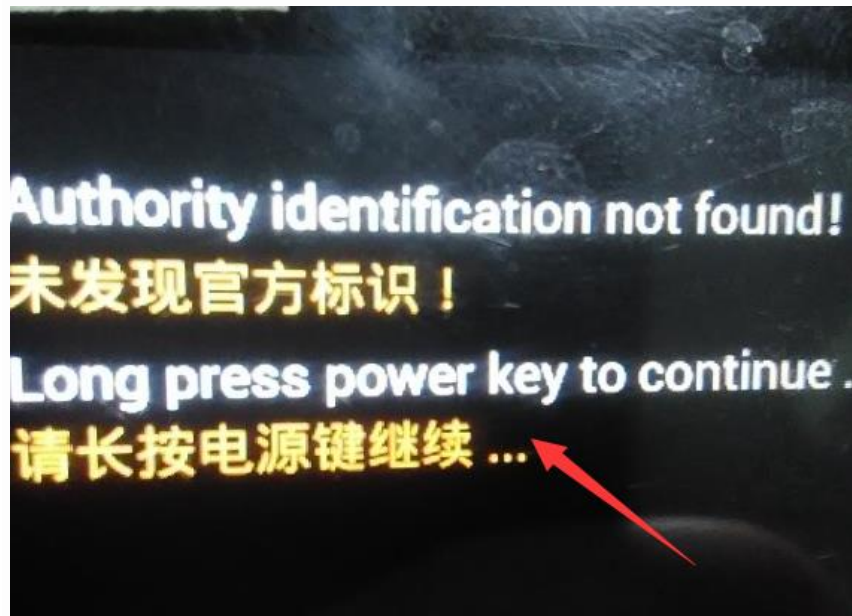 Authority identification not found!
未发现官方标识！
Long press power key to continue .
请长按电源键继续 ...